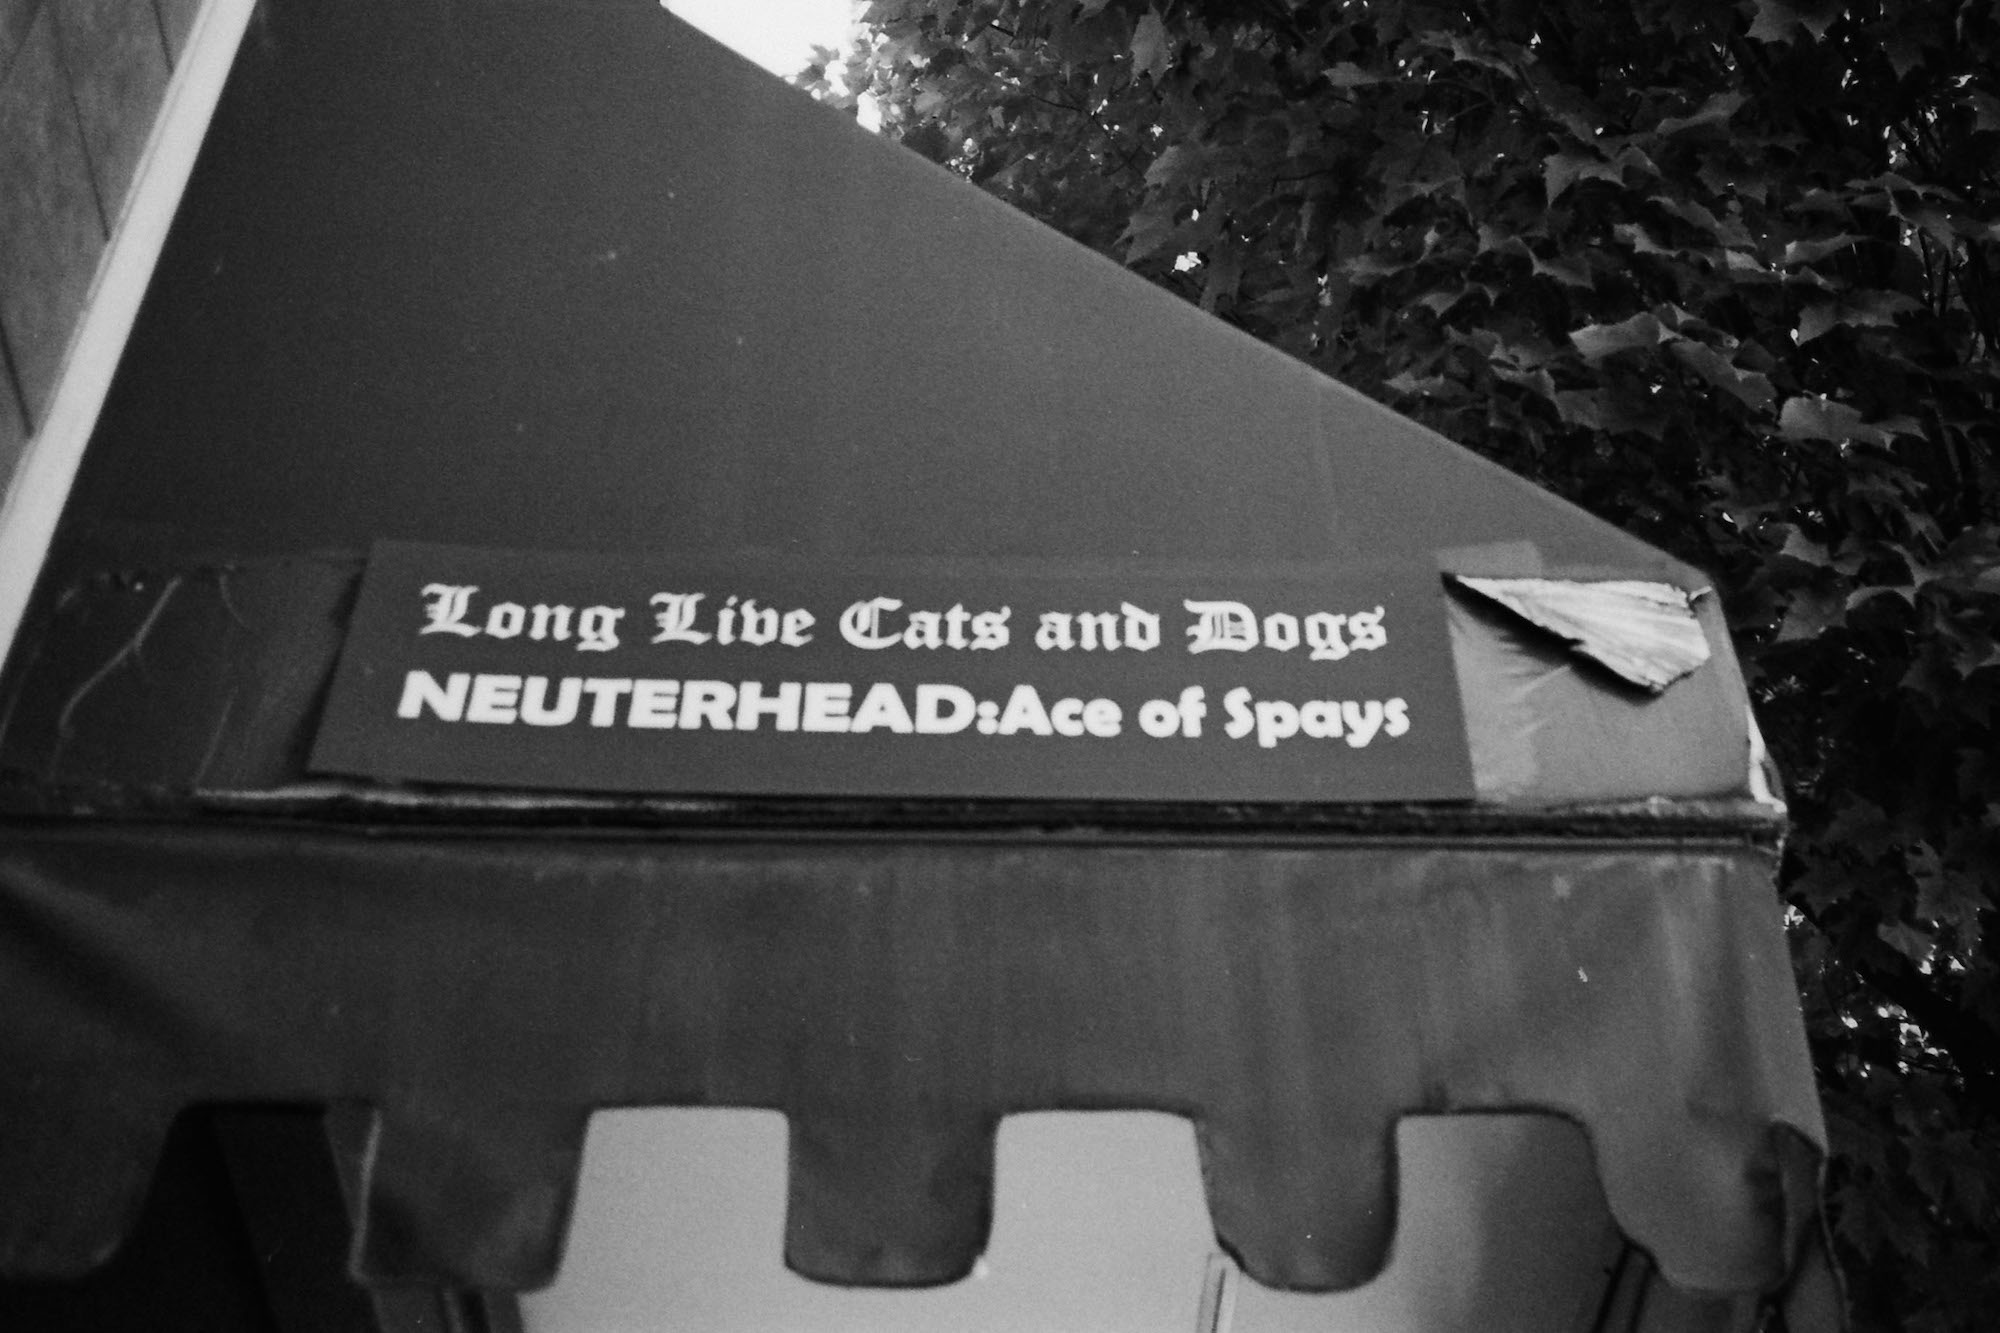 Long Live Cats and Dogs
NEUTERHEAD:Ace of Spays